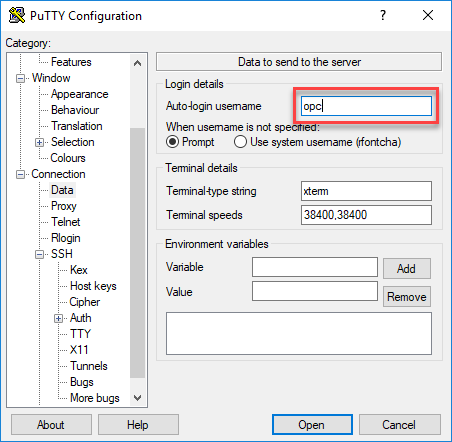 PuTTY Configuration
?
Category:
Features
Window
Appearance
Behaviour
Translation
Selection
Colours
Connection
Data
Proxy
Telnet
Rlogin
SSH
Kex
Host keys
Cipher
Auth
TTY
X11
Tunnels
Bugs
More bugs
Data to send to the server
Login details
Auto-login username opc
When username is not specified:
Prompt Use system username (rfontcha)
Terminal details
Terminal-type string xterm
Terminal speeds 38400,38400
Environment variables
Variable Add
Value Remove
About Help Open Cancel